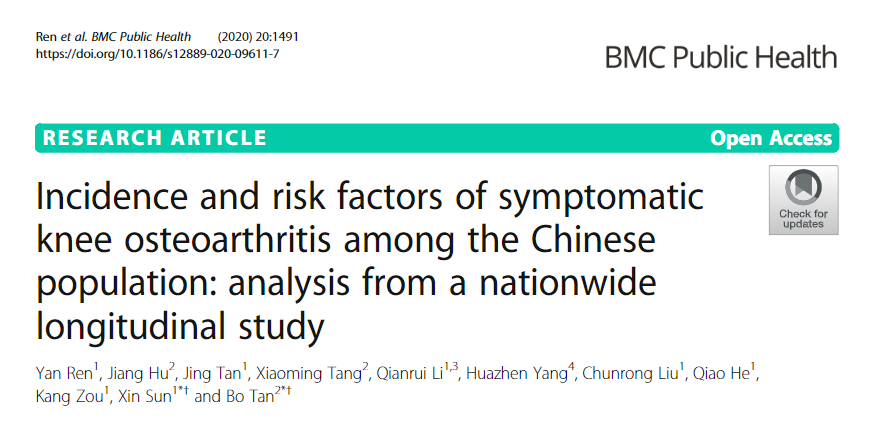 Ren et al. BMC Public Health (2020) 20:1491
https://doi.org/10.1186/s12889-020-09611-7
BMC Public Health
RESEARCH ARTICLE Open Access
Incidence and risk factors of symptomatic
knee osteoarthritis among the Chinese
population: analysis from a nationwide
longitudinal study
Check for
updates
Yan Ren1, Jiang Hu2, Jing Tan1, Xiaoming Tang2, Qianrui Li1,3, Huazhen Yang4, Chunrong Liu1, Qiao He1,
Kang Zou1, Xin Sun1*† and Bo Tan2*†